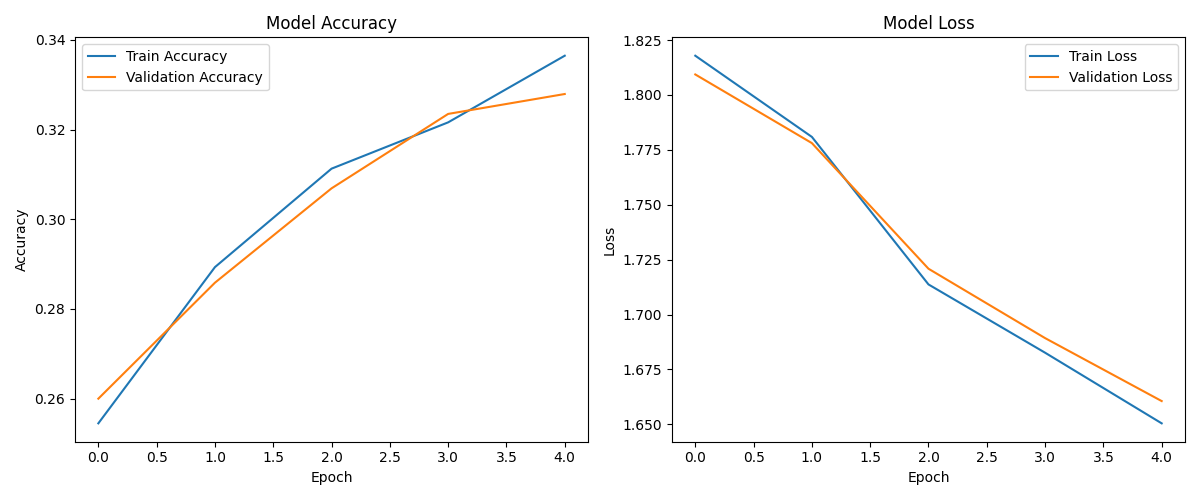 Model Accuracy
Train Accuracy
Validation Accuracy
Accuracy
0.34
0.32
0.30
0.28
0.26
0.0 0.5 1.0 1.5 2.0 2.5 3.0 3.5 4.0
Epoch
Model Loss
Train Loss
Validation Loss
Loss
1.825
1.800
1.775
1.750
1.725
1.700
1.675
1.650
0.0 0.5 1.0 1.5 2.0 2.5 3.0 3.5 4.0
Epoch